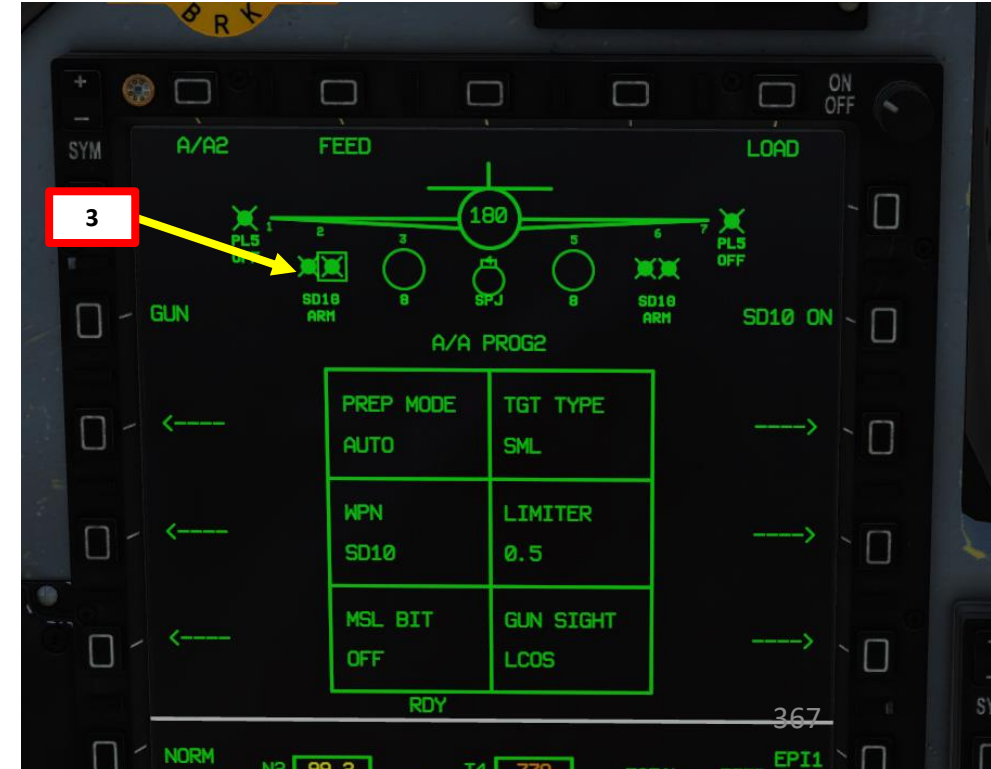 BRK
+
−
SYM
ON
OFF
A/A2 FEED LOAD
3
180
1 2 3 5 6 7
PL5
OFF
PL5
OFF
SD10
ARM
8 SPJ 8
SD10
ARM
GUN SD10 ON
A/A PROG2
PREP MODE TGT TYPE
<---- ---->
AUTO SML
WPN LIMITER
<---- ---->
SD10 0.5
MSL BIT GUN SIGHT
<---- ---->
OFF LCOS
RDY
367
NORM EPI1